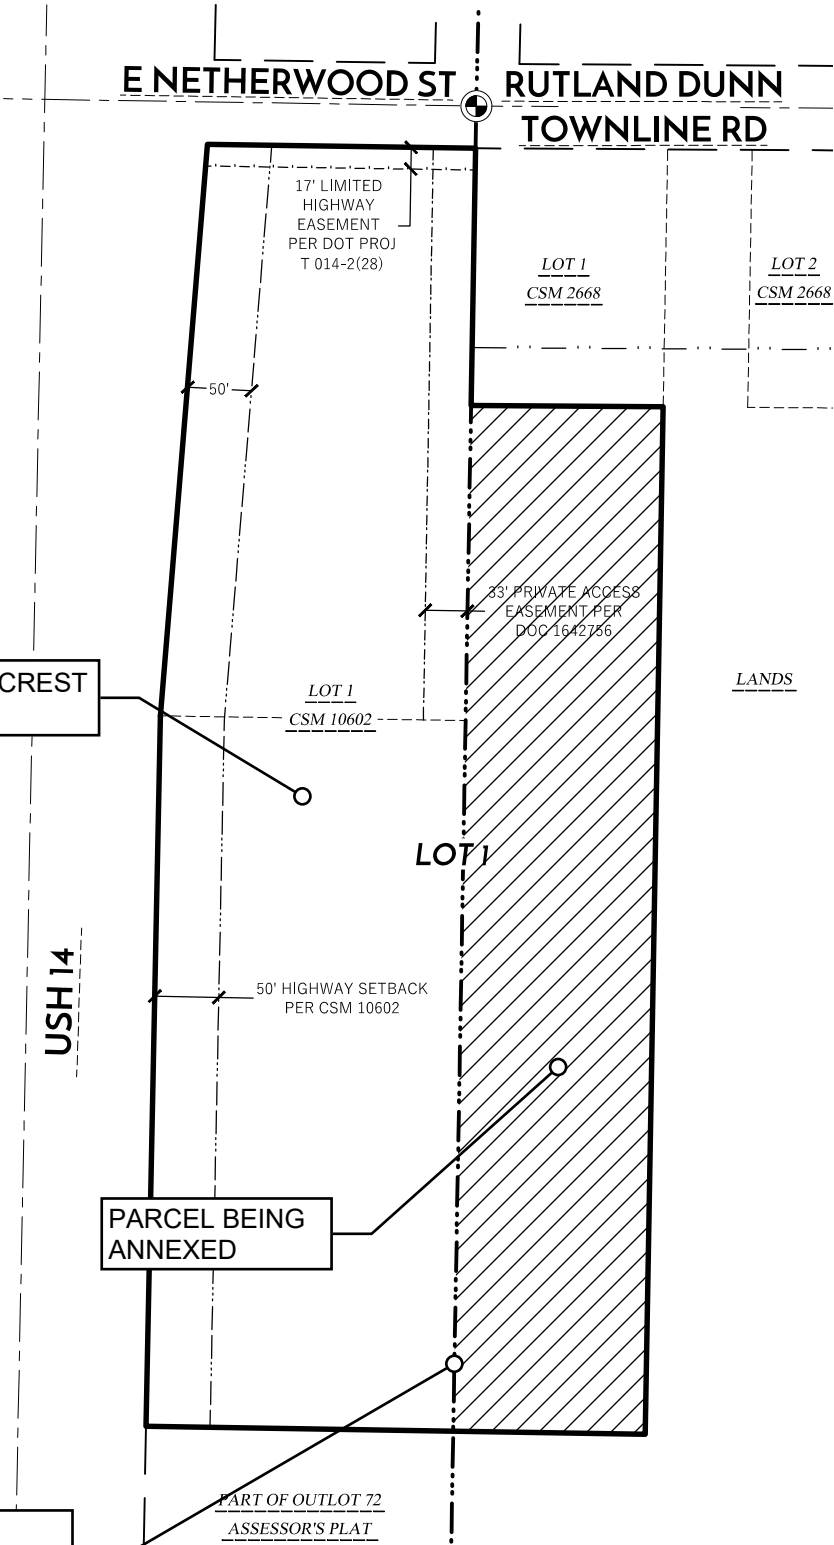 E NETHERWOOD ST
RUTLAND DUNN
TOWNLINE RD
17' LIMITED
HIGHWAY
EASEMENT
PER DOT PROJ
T 014-2(28)
LOT 1
CSM 2668
LOT 2
CSM 2668
50'
33' PRIVATE ACCESS
EASEMENT PER
DOC 1642756
CREST
LOT 1
CSM 10602
LANDS
LOT 1
USH 14
50' HIGHWAY SETBACK
PER CSM 10602
PARCEL BEING
ANNEXED
PART OF OUTLOT 72
ASSESSOR'S PLAT